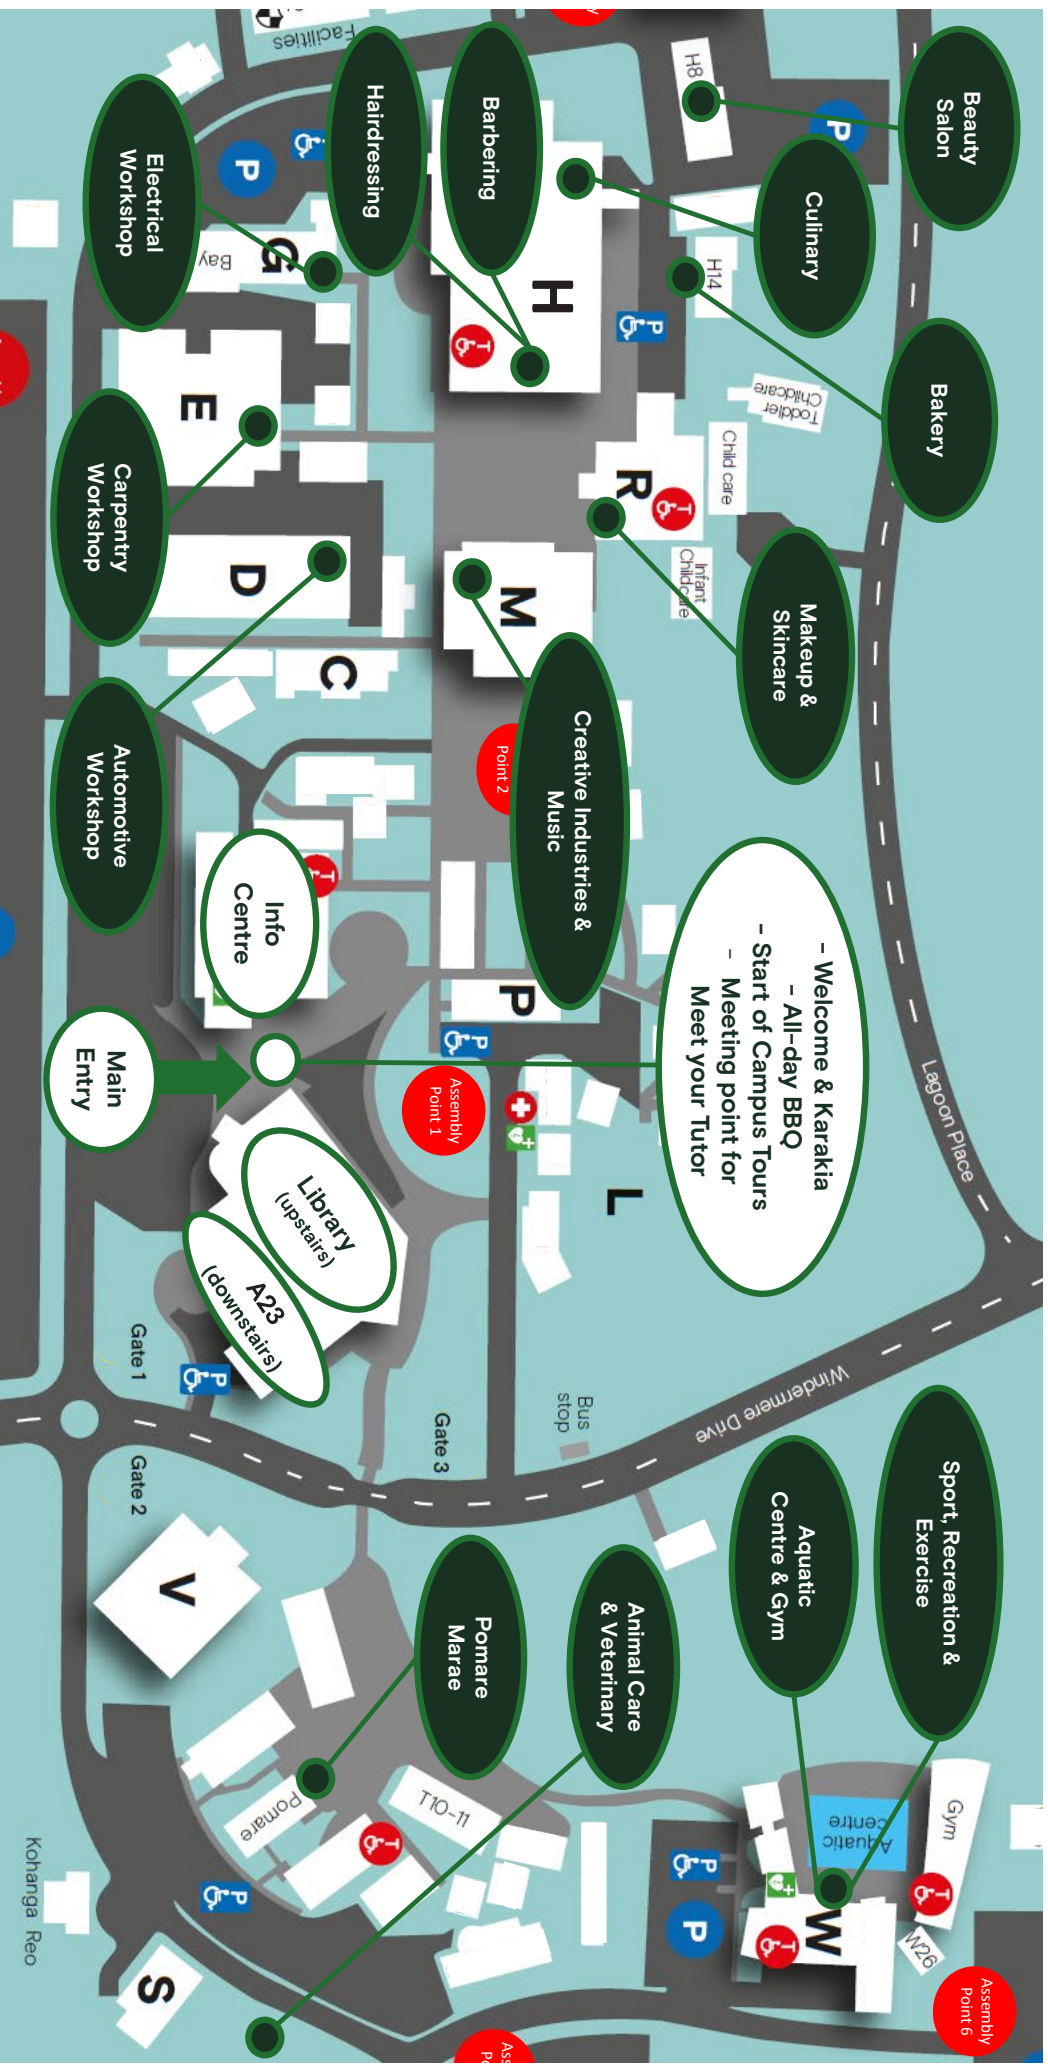 Beauty
Salon
Culinary
Bakery
Barbering
Hairdressing
Electrical
Workshop
Carpentry
Workshop
Automotive
Workshop
Makeup &
Skincare
Creative Industries &
Music
- Welcome & Karakia
- All-day BBQ
- Start of Campus Tours
- Meeting point for
Meet your Tutor
Info
Centre
Main
Entry
Library
(upstairs)
A23
(downstairs)
Sport, Recreation &
Exercise
Aquatic
Centre & Gym
Animal Care
& Veterinary
Pomare
Marae
Facilities
H8
H14
P
P
H
T
P
G
Bay
E
D
C
R
T
M
Toddler
Childcare
Child care
Infant
Childcare
Point 2
T
P
P
Assembly
Point 1
L
Lagoon Place
Windermere Drive
Bus
stop
Gate 1
Gate 2
Gate 3
P
V
Pomare
T10-11
T
P
Kohanga Reo
S
Gym
Aquatic
centre
T
W
T
W26
P
P
Assembly
Point 6